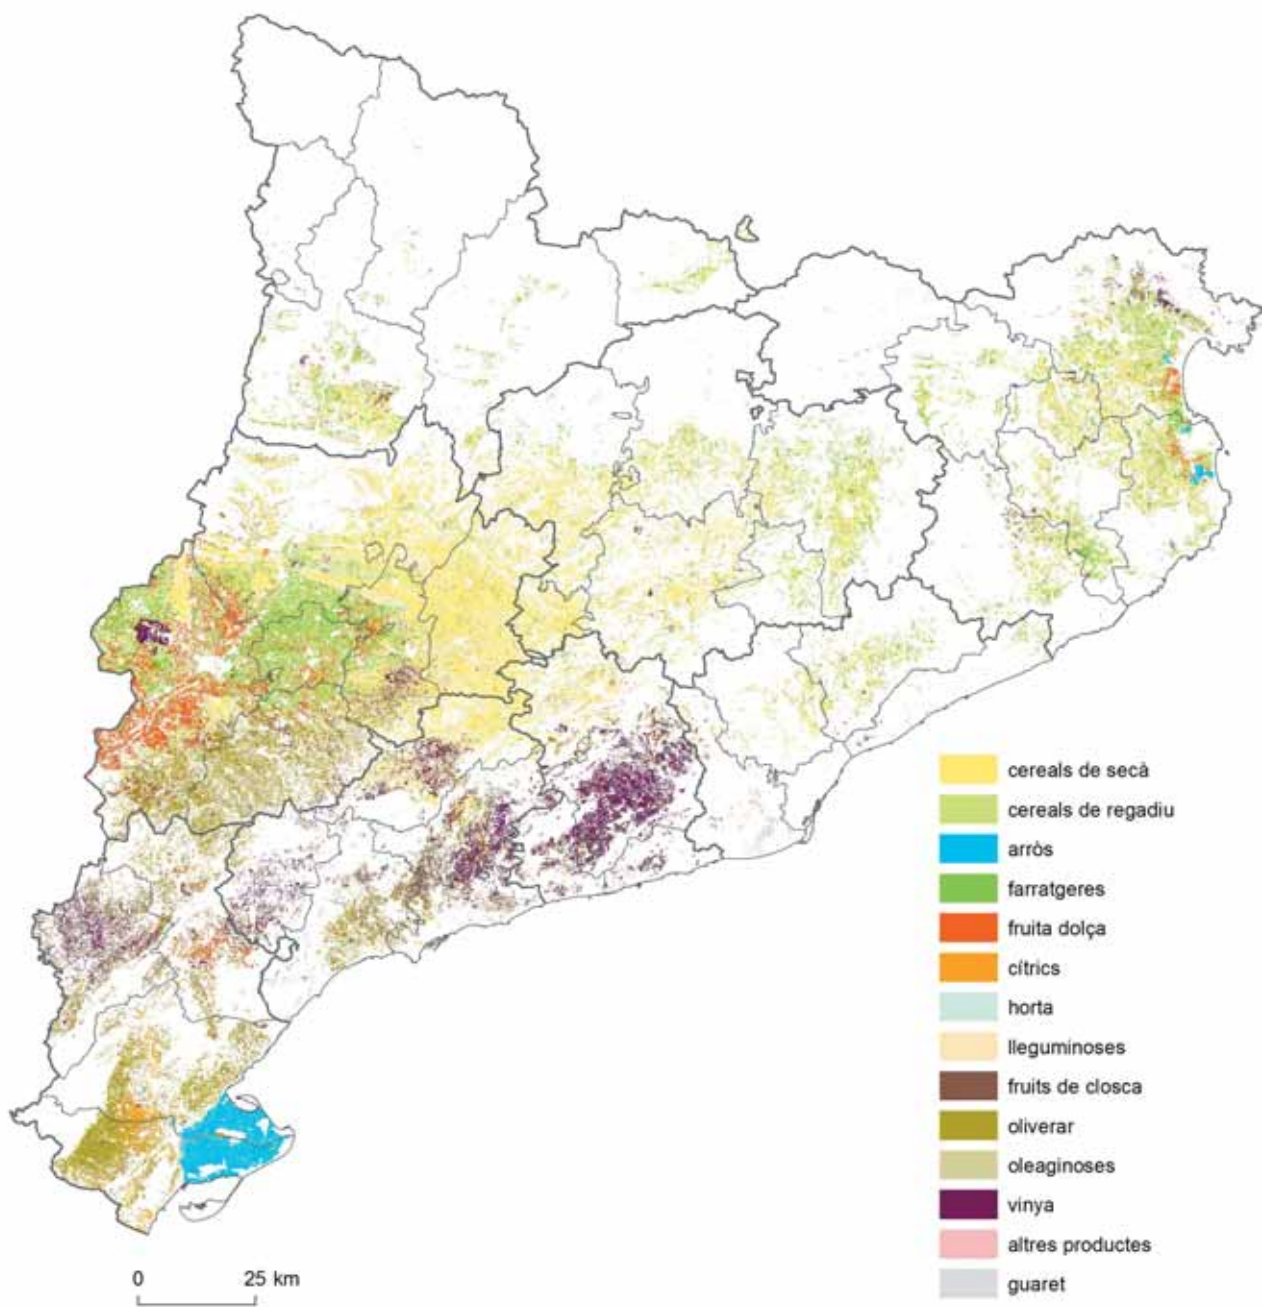 cereals de secà
cereals de regadiu
arròs
farratgeres
fruita dolça
cítrics
horta
lleguminoses
fruits de closca
oliverar
oleaginoses
vinya
altres productes
guaret
0 25 km